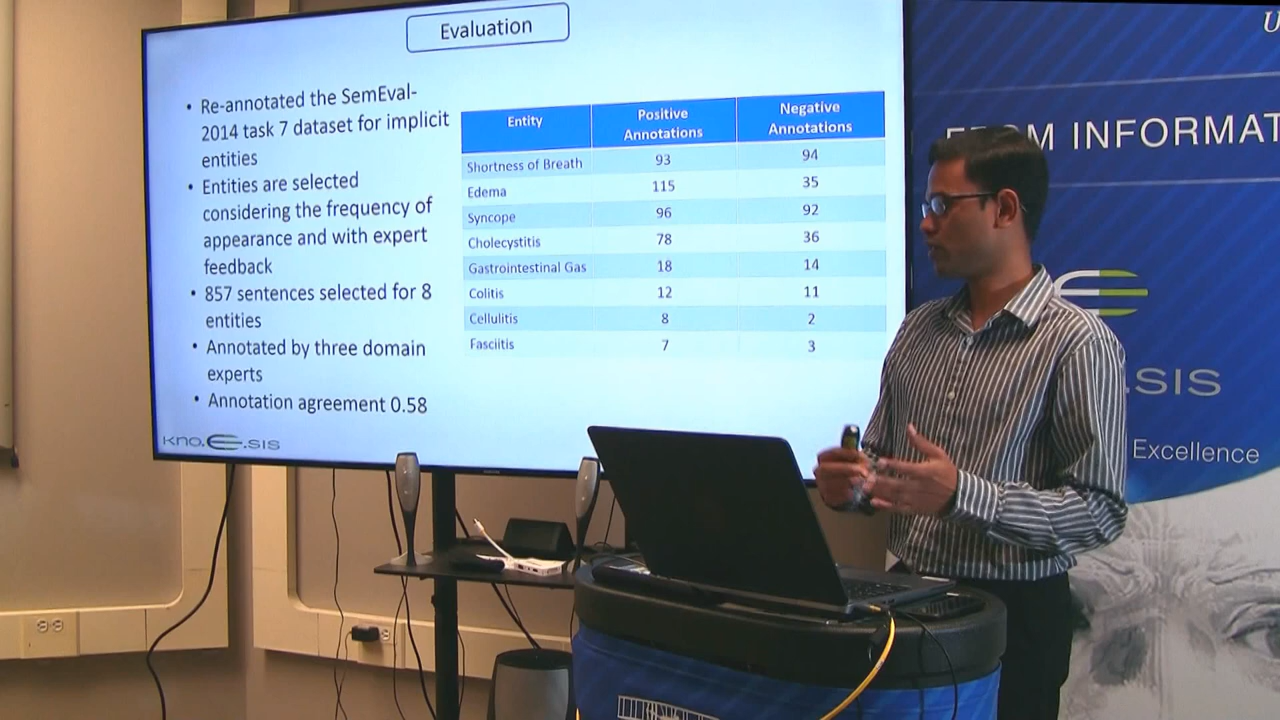 Evaluation
• Re-annotated the SemEval-
2014 task 7 dataset for implicit
entities
• Entities are selected
considering the frequency of
appearance and with expert
feedback
• 857 sentences selected for 8
entities
• Annotated by three domain
experts
• Annotation agreement 0.58
Entity Positive Annotations Negative Annotations
Shortness of Breath 93 94
Edema 115 35
Syncope 96 92
Cholecystitis 78 36
Gastrointestinal Gas 18 14
Colitis 12 11
Cellulitis 8 2
Fasciitis 7 3
kno.e.sis
FROM INFORMAT
.SIS
Excellence